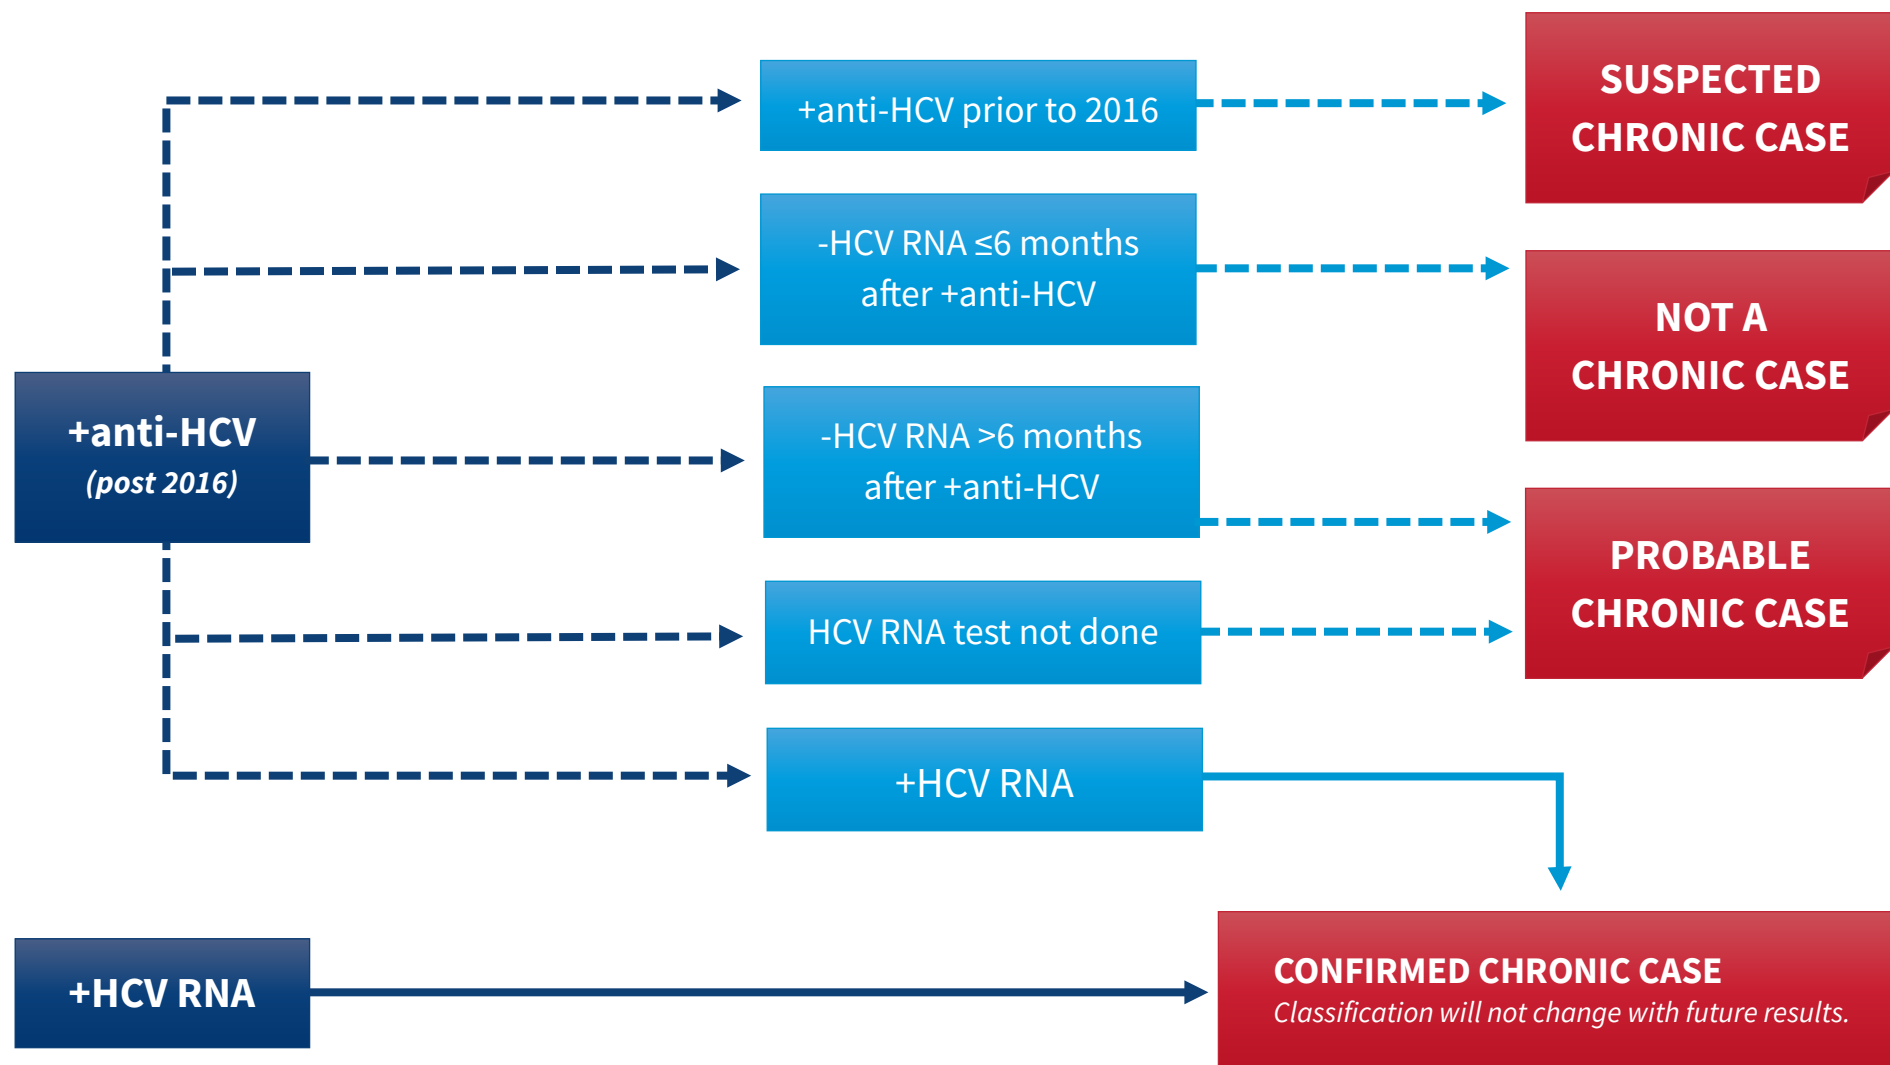 +anti-HCV
(post 2016)
+HCV RNA
+anti-HCV prior to 2016
-HCV RNA ≤6 months
after +anti-HCV
-HCV RNA >6 months
after +anti-HCV
HCV RNA test not done
+HCV RNA
SUSPECTED
CHRONIC CASE
NOT A
CHRONIC CASE
PROBABLE
CHRONIC CASE
CONFIRMED CHRONIC CASE
Classification will not change with future results.